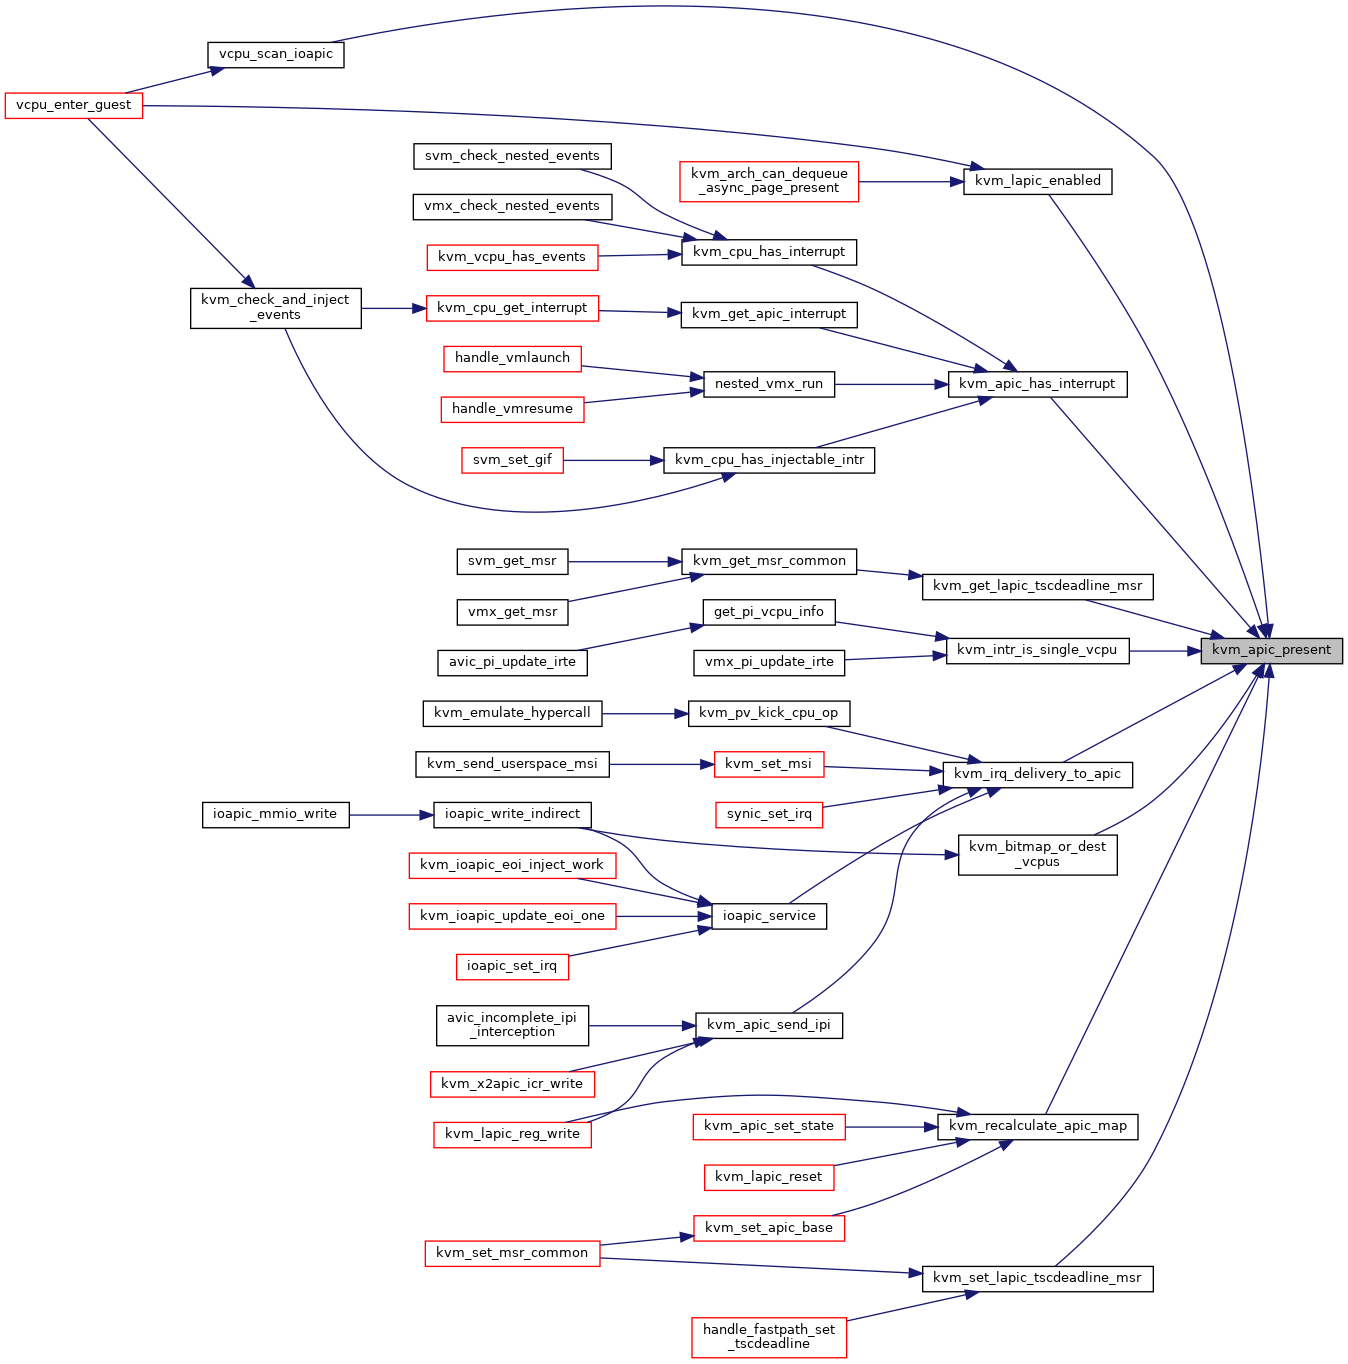 vcpu_scan_ioapic
vcpu_enter_guest
svm_check_nested_events
kvm_arch_can_dequeue
_async_page_present
kvm_lapic_enabled
vmx_check_nested_events
kvm_cpu_has_interrupt
kvm_vcpu_has_events
kvm_check_and_inject
_events
kvm_cpu_get_interrupt
kvm_get_apic_interrupt
handle_vmlaunch
nested_vmx_run
kvm_apic_has_interrupt
handle_vmresume
svm_set_gif
kvm_cpu_has_injectable_intr
svm_get_msr
kvm_get_msr_common
kvm_get_lapic_tscdeadline_msr
vmx_get_msr
get_pi_vcpu_info
kvm_intr_is_single_vcpu
kvm_apic_present
avic_pi_update_irte
vmx_pi_update_irte
kvm_emulate_hypercall
kvm_pv_kick_cpu_op
kvm_send_userspace_msi
kvm_set_msi
kvm_irq_delivery_to_apic
ioapic_mmio_write
ioapic_write_indirect
synic_set_irq
kvm_bitmap_or_dest
_vcpus
kvm_ioapic_eoi_inject_work
kvm_ioapic_update_eoi_one
ioapic_service
ioapic_set_irq
avic_incomplete_ipi
_interception
kvm_apic_send_ipi
kvm_x2apic_icr_write
kvm_lapic_reg_write
kvm_apic_set_state
kvm_recalculate_apic_map
kvm_lapic_reset
kvm_set_apic_base
kvm_set_msr_common
kvm_set_lapic_tscdeadline_msr
handle_fastpath_set
_tscdeadline